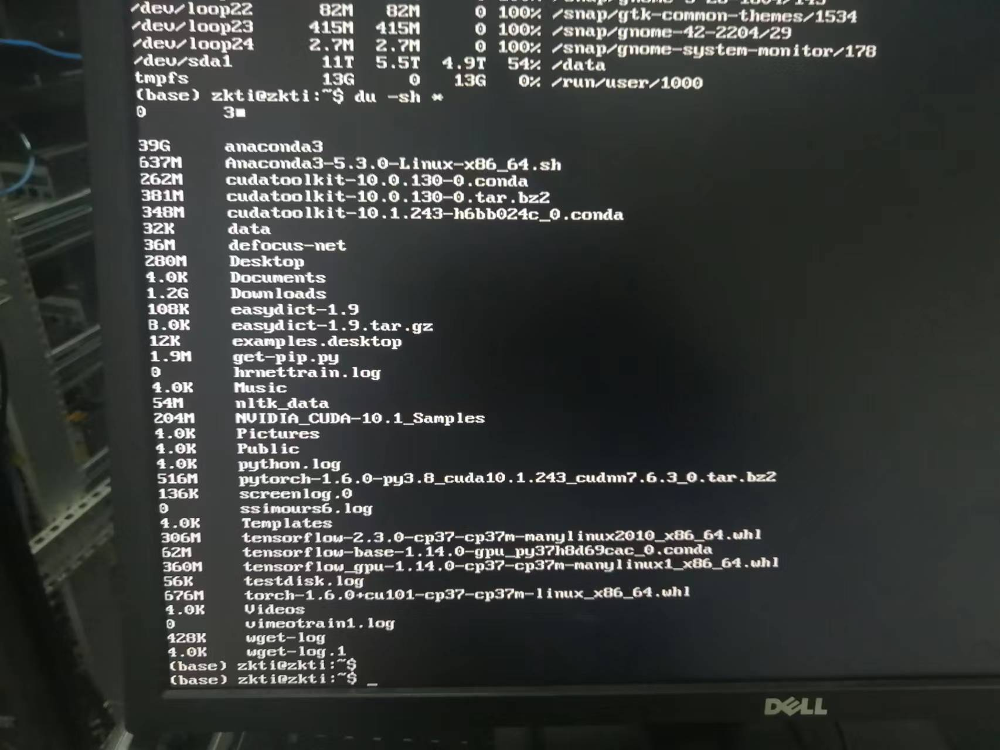 /dev/loop22 82M 82M 0 100% /snap/gtk-common-themes/1534
/dev/loop23 415M 415M 0 100% /snap/gnome-42-2204/29
/dev/loop24 2.7M 2.7M 0 100% /snap/gnome-system-monitor/178
/dev/sda1 11T 5.5T 4.9T 54% /data
tmpfs 13G 0 13G 0% /run/user/1000
(base) zkti@zkti:~$ du -sh *
0 3■
39G anaconda3
637M Anaconda3-5.3.0-Linux-x86_64.sh
262M cudatoolkit-10.0.130-0.conda
381M cudatoolkit-10.0.130-0.tar.bz2
348M cudatoolkit-10.1.243-h6bb024c_0.conda
32K data
36M defocus-net
280M Desktop
4.0K Documents
1.2G Downloads
108K easydict-1.9
8.0K easydict-1.9.tar.gz
12K examples.desktop
1.9M get-pip.py
0 hrnettrain.log
4.0K Music
54M nltk_data
204M NVIDIA_CUDA-10.1_Samples
4.0K Pictures
4.0K Public
4.0K python.log
516M pytorch-1.6.0-py3.8_cuda10.1.243_cudnn7.6.3_0.tar.bz2
136K screenlog.0
0 ssimours6.log
4.0K Templates
306M tensorflow-2.3.0-cp37-cp37m-manylinux2010_x86_64.whl
62M tensorflow-base-1.14.0-gpu_py37h8d69cac_0.conda
360M tensorflow_gpu-1.14.0-cp37-cp37m-manylinux1_x86_64.whl
56K testdisk.log
676M torch-1.6.0+cu101-cp37-cp37m-linux_x86_64.whl
4.0K Videos
0 vimeotrain1.log
428K wget-log
4.0K wget-log.1
(base) zkti@zkti:~$
(base) zkti@zkti:~$ _
DELL